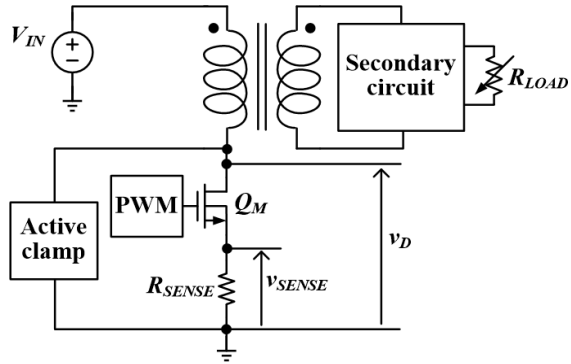 V_IN
+
−
Secondary
circuit
R_LOAD
PWM
Q_M
Active
clamp
v_D
R_SENSE
v_SENSE